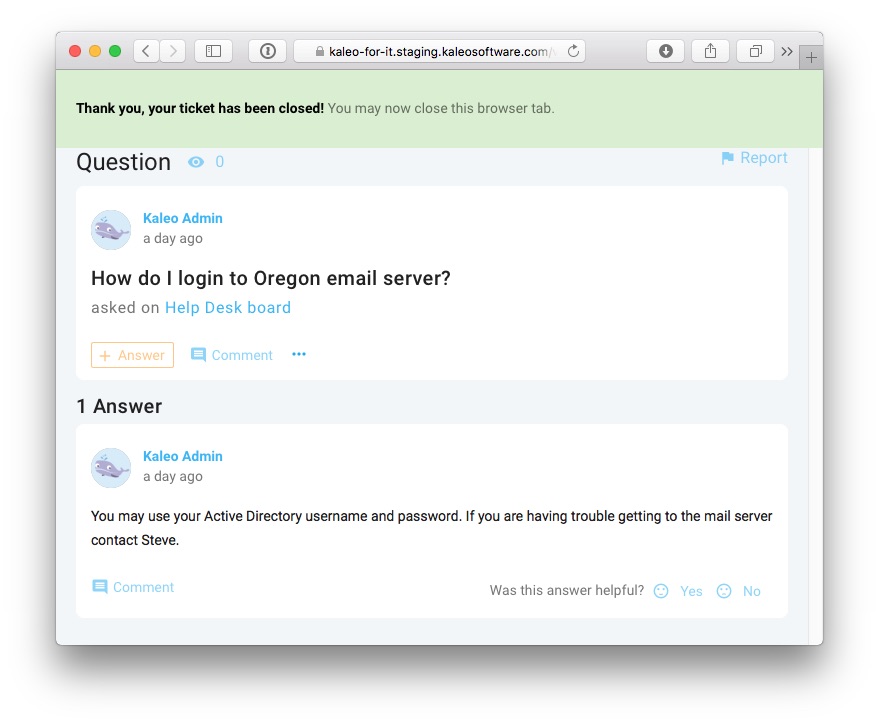 kaleo-for-it.staging.kaleosoftware.com/
Thank you, your ticket has been closed! You may now close this browser tab.
Question 0
Report
Kaleo Admin
a day ago
How do I login to Oregon email server?
asked on Help Desk board
+ Answer Comment •••
1 Answer
Kaleo Admin
a day ago
You may use your Active Directory username and password. If you are having trouble getting to the mail server
contact Steve.
Comment
Was this answer helpful? Yes No